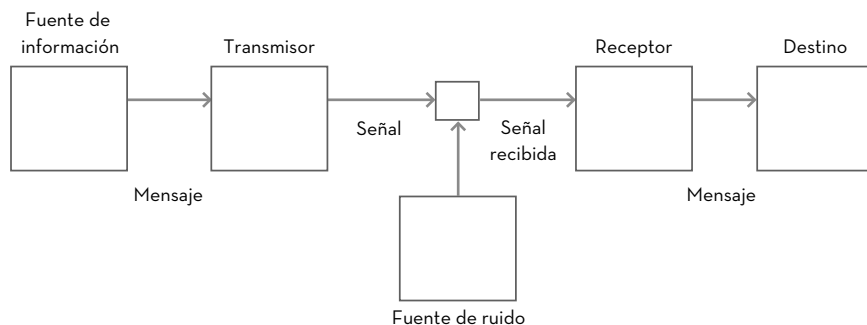 Fuente de
información
Transmisor
Receptor
Destino
Señal
Señal
recibida
Mensaje
Mensaje
Fuente de ruido